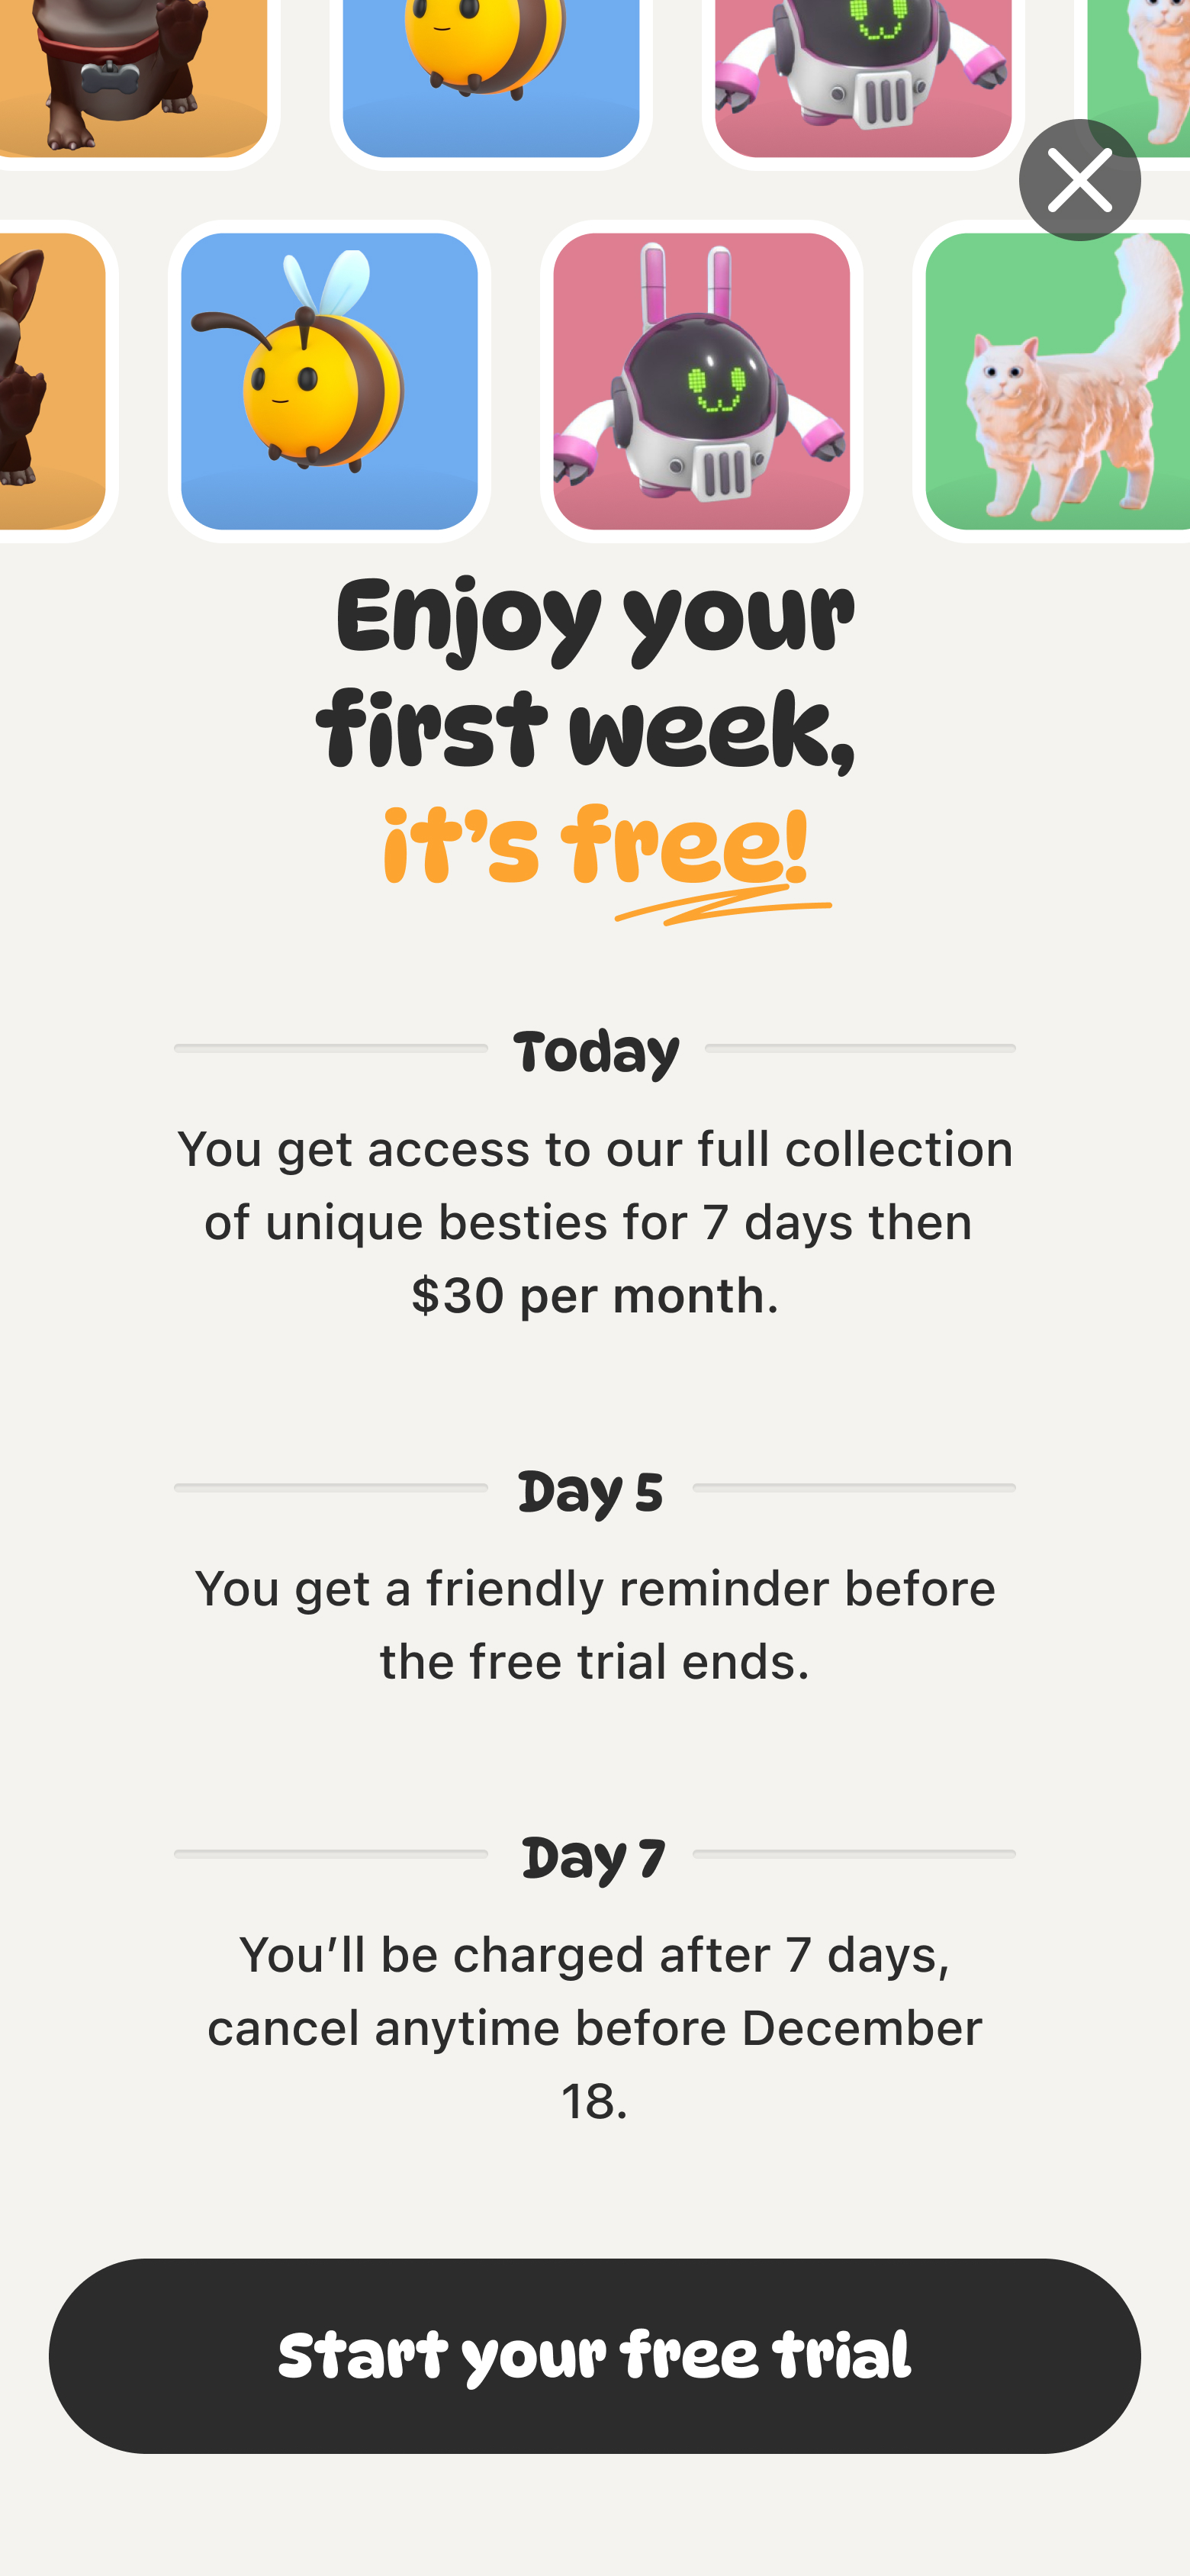 Enjoy your
first week,
it’s free!
Today
You get access to our full collection
of unique besties for 7 days then
$30 per month.
Day 5
You get a friendly reminder before
the free trial ends.
Day 7
You’ll be charged after 7 days,
cancel anytime before December
18.
Start your free trial